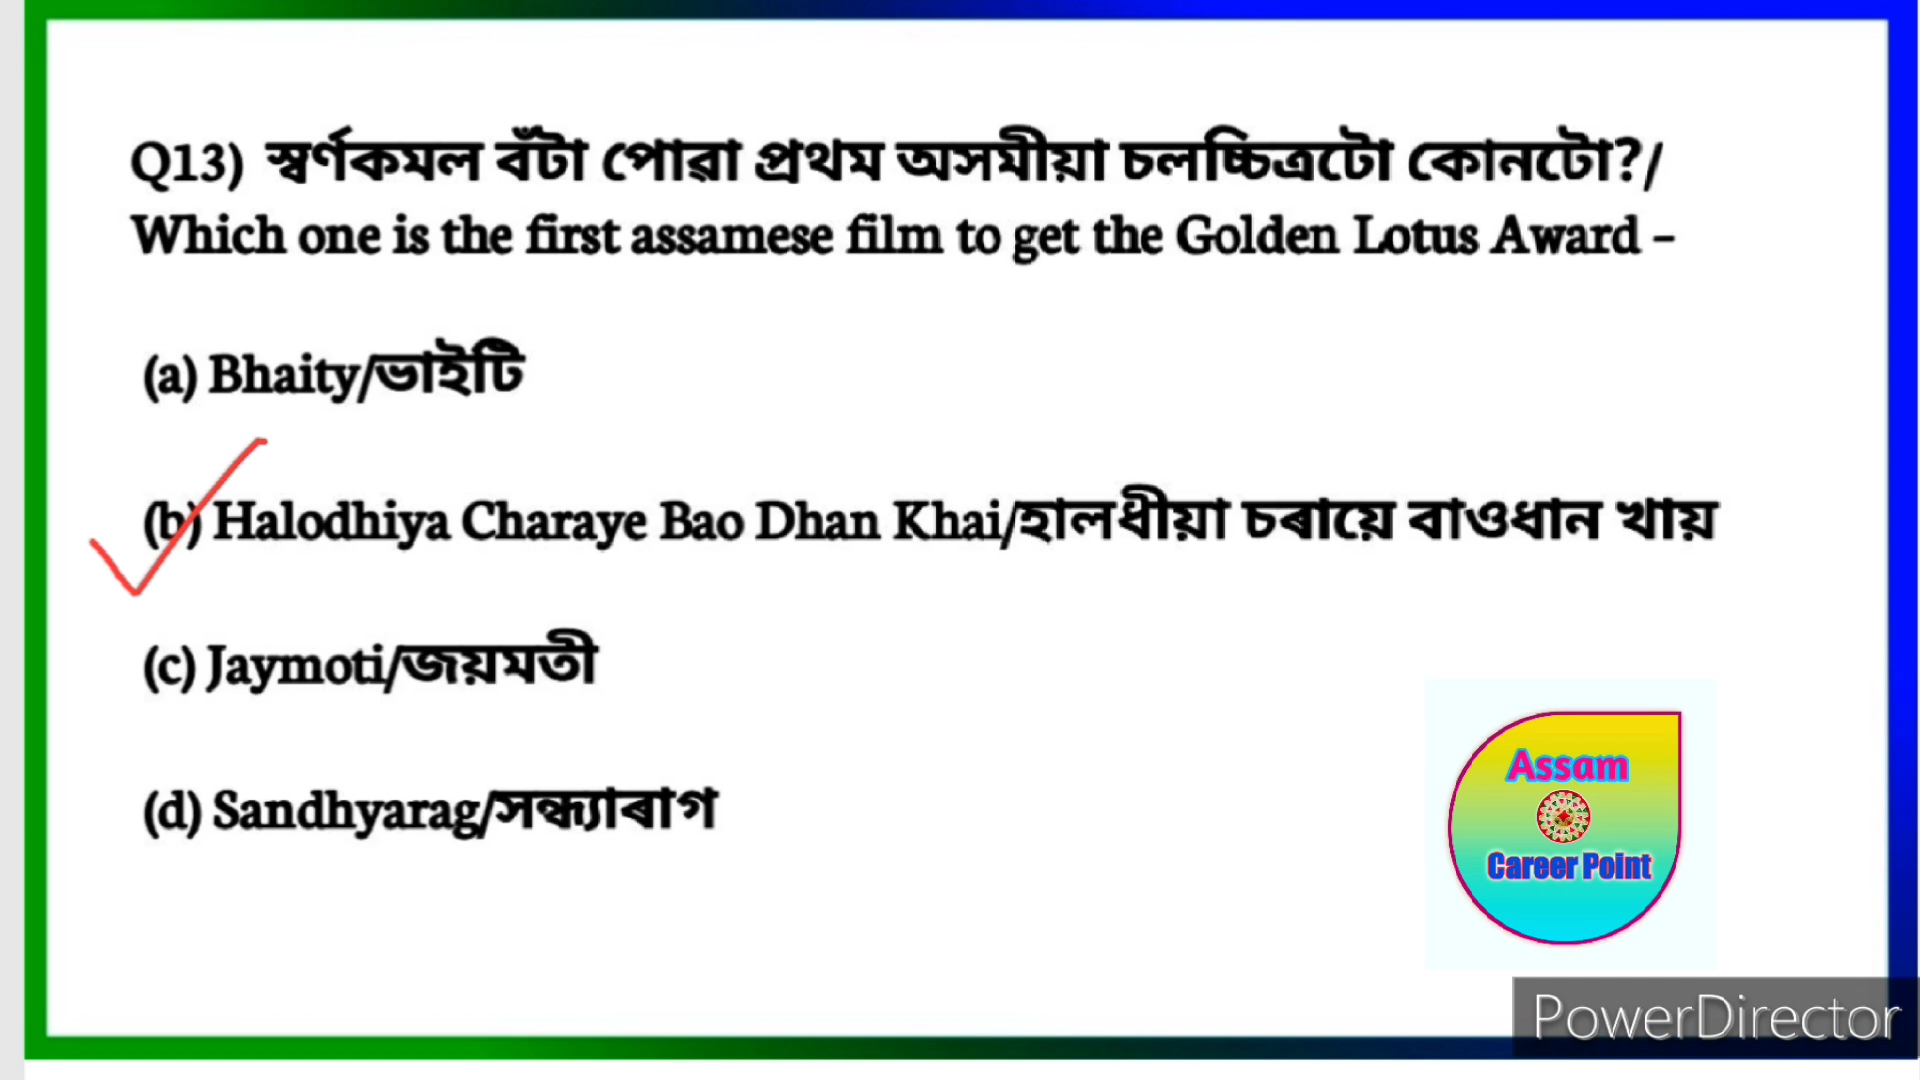 Q13) স্বৰ্ণকমল বঁটা পোৱা প্ৰথম অসমীয়া চলচ্চিত্ৰটো কোনটো?/
Which one is the first assamese film to get the Golden Lotus Award –
(a) Bhaity/ভাইটি
(b) Halodhiya Charaye Bao Dhan Khai/হালধীয়া চৰায়ে বাওধান খায়
(c) Jaymoti/জয়মতী
(d) Sandhyarag/সন্ধ্যাৰাগ
Assam
Career Point
PowerDirector